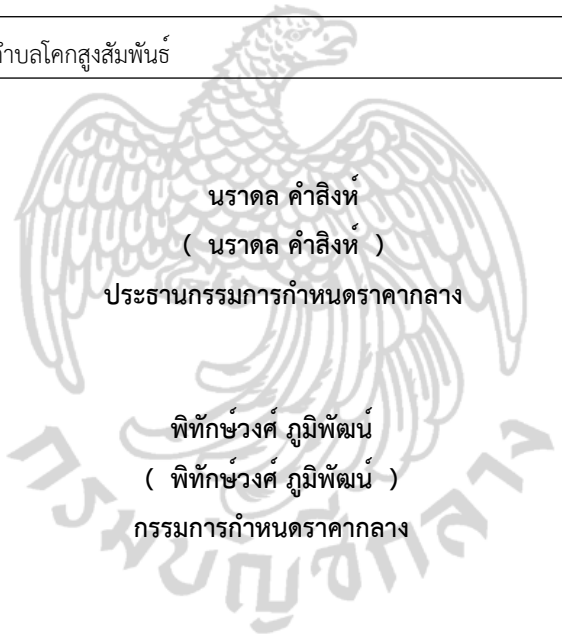 ตำบลโคกสูงสัมพันธ์
นราดล คำสิงห์
( นราดล คำสิงห์ )
ประธานกรรมการกำหนดราคากลาง
พิทักษ์วงศ์ ภูมิพัฒน์
( พิทักษ์วงศ์ ภูมิพัฒน์ )
กรรมการกำหนดราคากลาง
กรมบัญชีกลาง